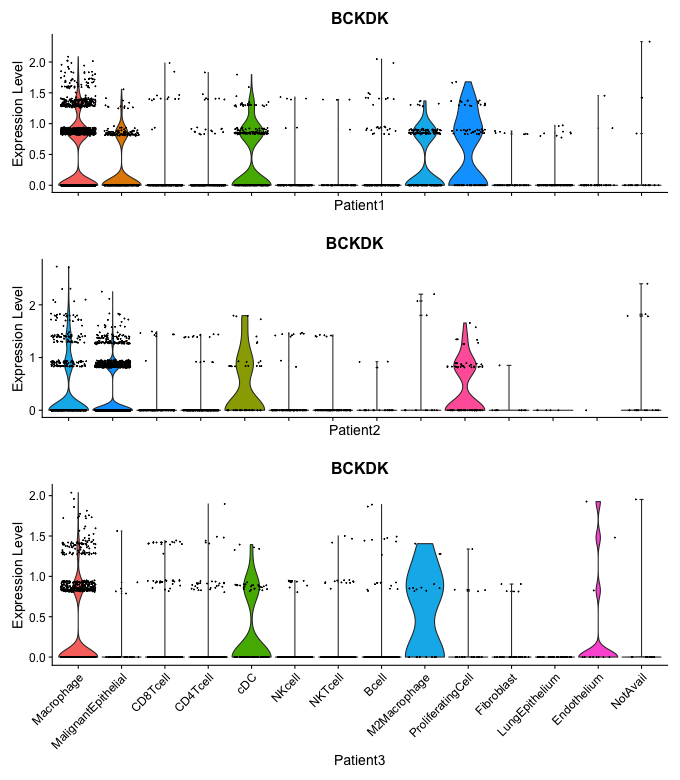 BCKDK
Expression Level
2.0
1.5
1.0
0.5
0.0
Patient1
BCKDK
Expression Level
2
1
0
Patient2
BCKDK
Expression Level
2.0
1.5
1.0
0.5
0.0
Macrophage
MalignantEpithelial
CD8Tcell
CD4Tcell
cDC
NKcell
NKTcell
Bcell
M2Macrophage
ProliferatingCell
Fibroblast
LungEpithelium
Endothelium
NotAvail
Patient3